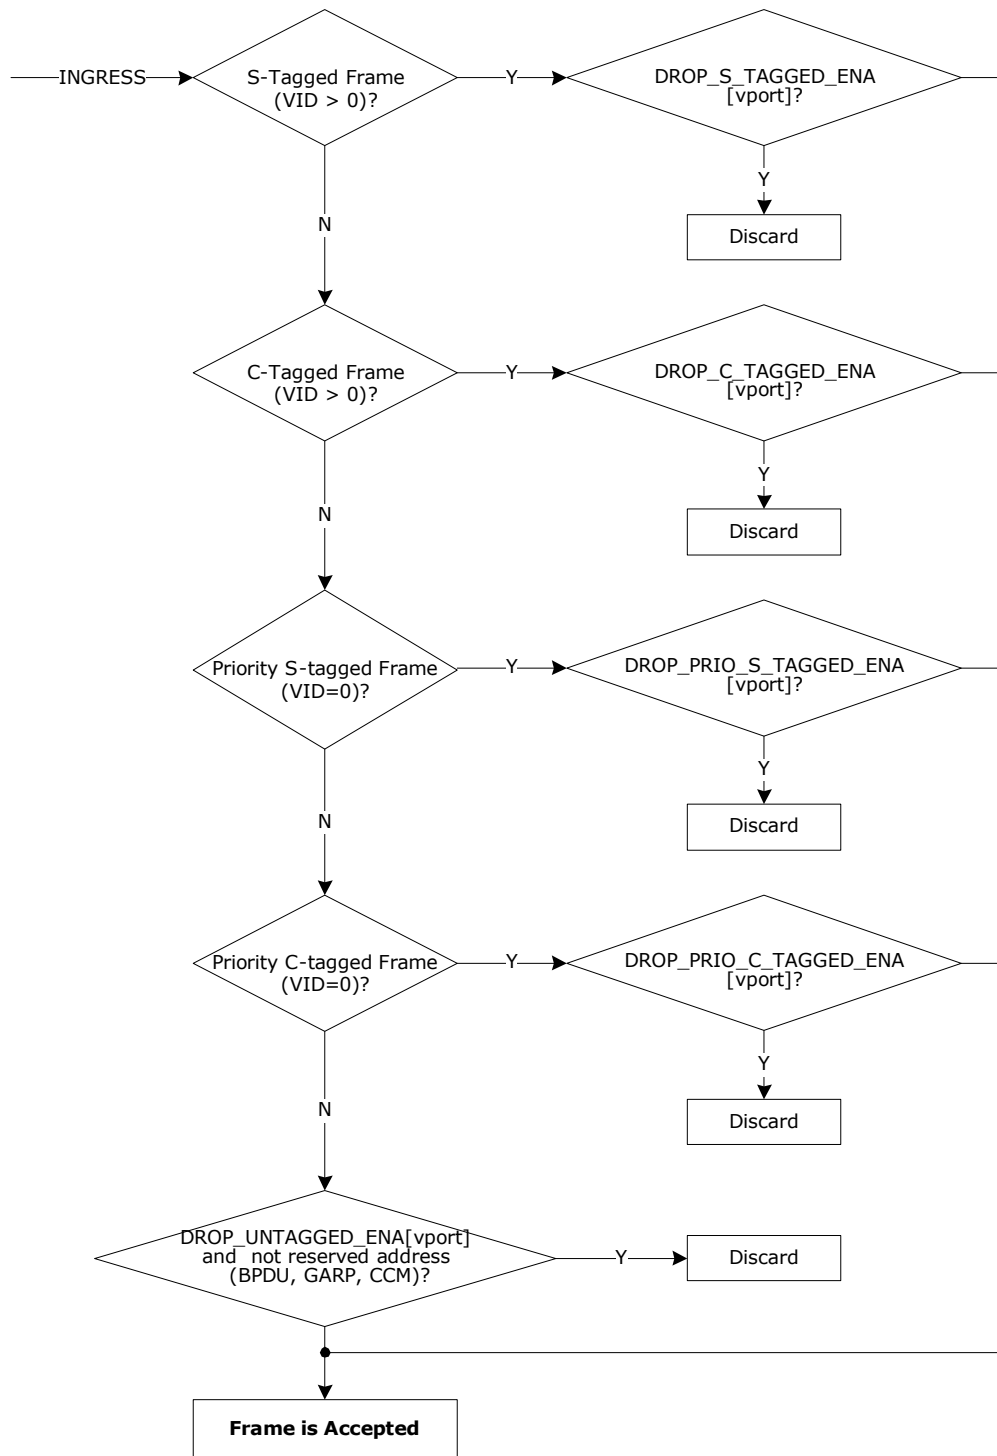 INGRESS
S-Tagged Frame
(VID > 0)?
Y
DROP_S_TAGGED_ENA
[vport]?
Y
Discard
N
C-Tagged Frame
(VID > 0)?
Y
DROP_C_TAGGED_ENA
[vport]?
Y
Discard
N
Priority S-tagged Frame
(VID=0)?
Y
DROP_PRIO_S_TAGGED_ENA
[vport]?
Y
Discard
N
Priority C-tagged Frame
(VID=0)?
Y
DROP_PRIO_C_TAGGED_ENA
[vport]?
Y
Discard
N
DROP_UNTAGGED_ENA[vport]
and not reserved address
(BPDU, GARP, CCM)?
Y
Discard
Frame is Accepted